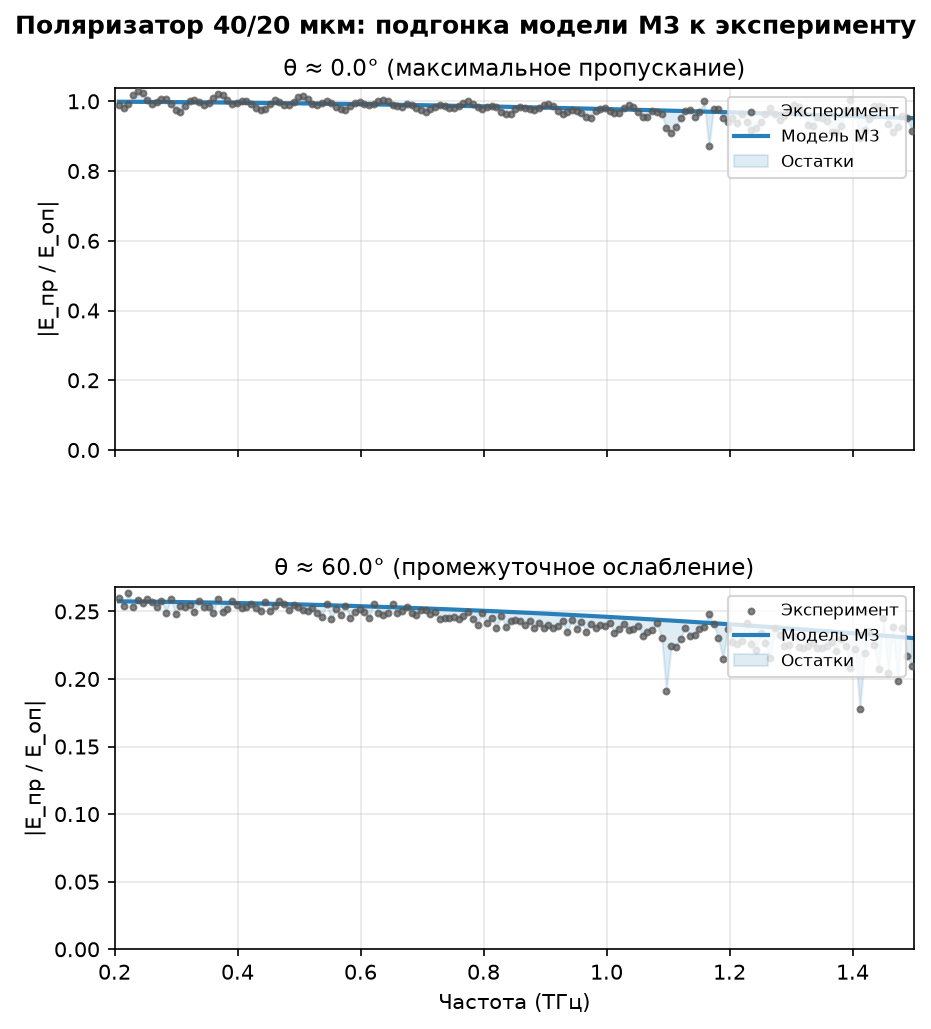 Поляризатор 40/20 мкм: подгонка модели М3 к эксперименту
θ ≈ 0.0° (максимальное пропускание)
|E_пр / E_оп|
1.0
0.8
0.6
0.4
0.2
0.0
Эксперимент
Модель М3
Остатки
θ ≈ 60.0° (промежуточное ослабление)
|E_пр / E_оп|
0.25
0.20
0.15
0.10
0.05
0.00
Эксперимент
Модель М3
Остатки
0.2 0.4 0.6 0.8 1.0 1.2 1.4
Частота (ТГц)